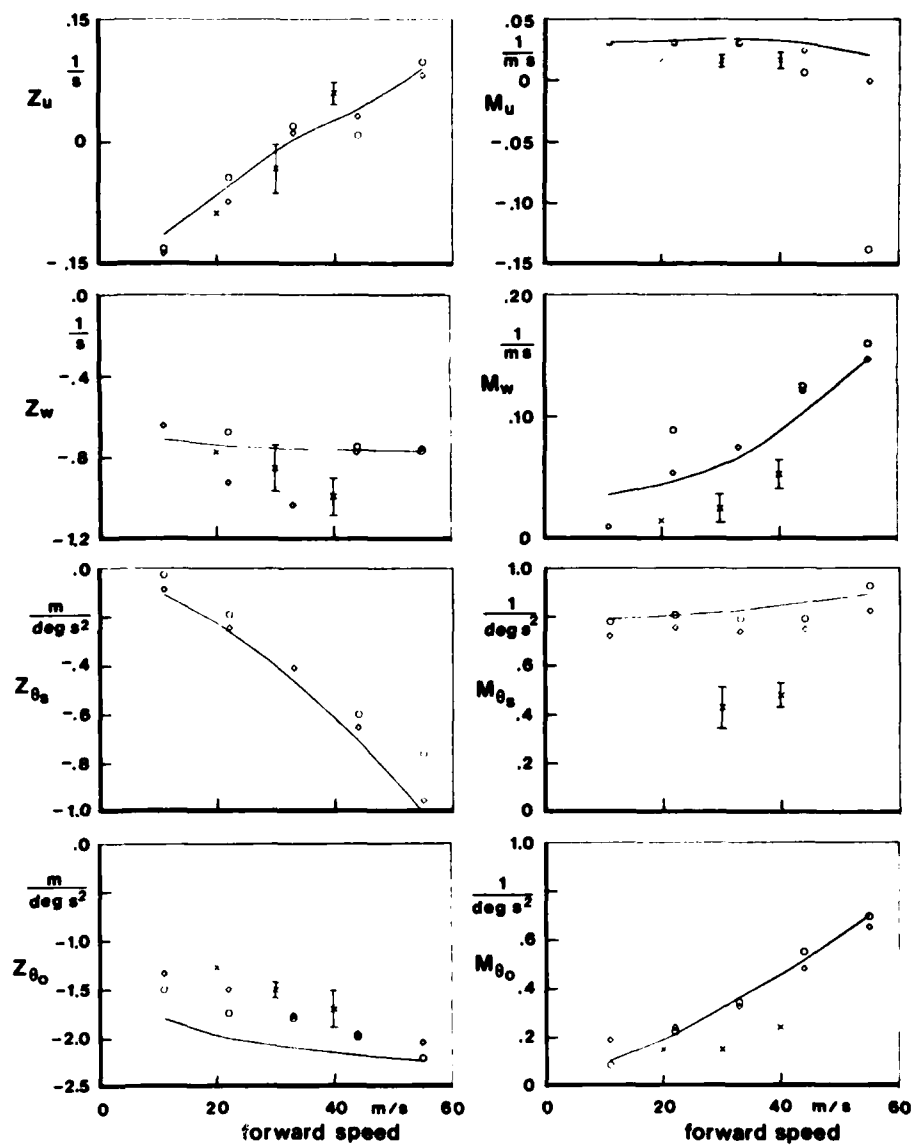 .15
1/s
Z_u
0
-.15
.05
1/ms
M_u
0
-.05
-.10
-.15
.0
1/s
-.4
Z_w
-.8
-1.2
.20
1/ms
M_w
.10
0
.0
m/deg s²
-.4
Z_θs
-.6
-.8
-1.0
1.0
1/deg s²
M_θs
.6
.4
.2
0
.0
m/deg s²
-1.0
Z_θo
-1.5
-2.0
-2.5
1.0
1/deg s²
M_θo
.6
.4
.2
0
0 20 40 m/s 60
forward speed
0 20 40 m/s 60
forward speed